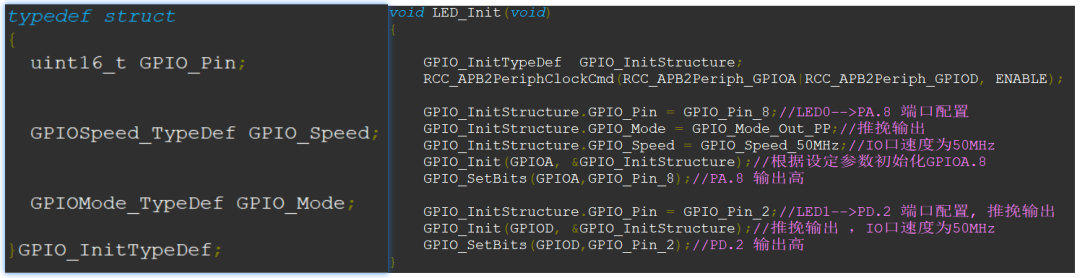 typedef struct
{
uint16_t GPIO_Pin;
GPIOSpeed_TypeDef GPIO_Speed;
GPIOMode_TypeDef GPIO_Mode;
}GPIO_InitTypeDef;
void LED_Init(void)
{
GPIO_InitTypeDef  GPIO_InitStructure;
RCC_APB2PeriphClockCmd(RCC_APB2Periph_GPIOA|RCC_APB2Periph_GPIOD, ENABLE);
GPIO_InitStructure.GPIO_Pin = GPIO_Pin_8;//LED0-->PA.8 端口配置
GPIO_InitStructure.GPIO_Mode = GPIO_Mode_Out_PP;//推挽输出
GPIO_InitStructure.GPIO_Speed = GPIO_Speed_50MHz;//IO口速度为50MHz
GPIO_Init(GPIOA, &GPIO_InitStructure);//根据设定参数初始化GPIOA.8
GPIO_SetBits(GPIOA,GPIO_Pin_8);//PA.8 输出高
GPIO_InitStructure.GPIO_Pin = GPIO_Pin_2;//LED1-->PD.2 端口配置, 推挽输出
GPIO_Init(GPIOD, &GPIO_InitStructure);//推挽输出 ，IO口速度为50MHz
GPIO_SetBits(GPIOD,GPIO_Pin_2);//PD.2 输出高
}